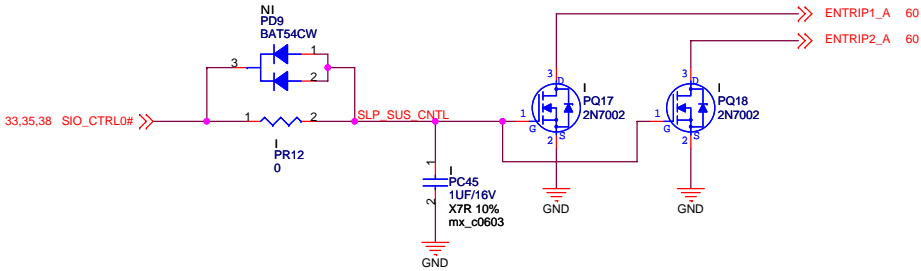 NI
PD9
BAT54CW
1
3
2
ENTRIP1_A 60
ENTRIP2_A 60
33,35,38 SIO_CTRL0#
1
2
I
PR12
0
SLP_SUS_CNTL
3
D
I
PQ17
2N7002
1
G
S
2
GND
3
D
I
PQ18
2N7002
1
G
S
2
GND
1
I
PC45
1UF/16V
X7R 10%
mx_c0603
2
GND